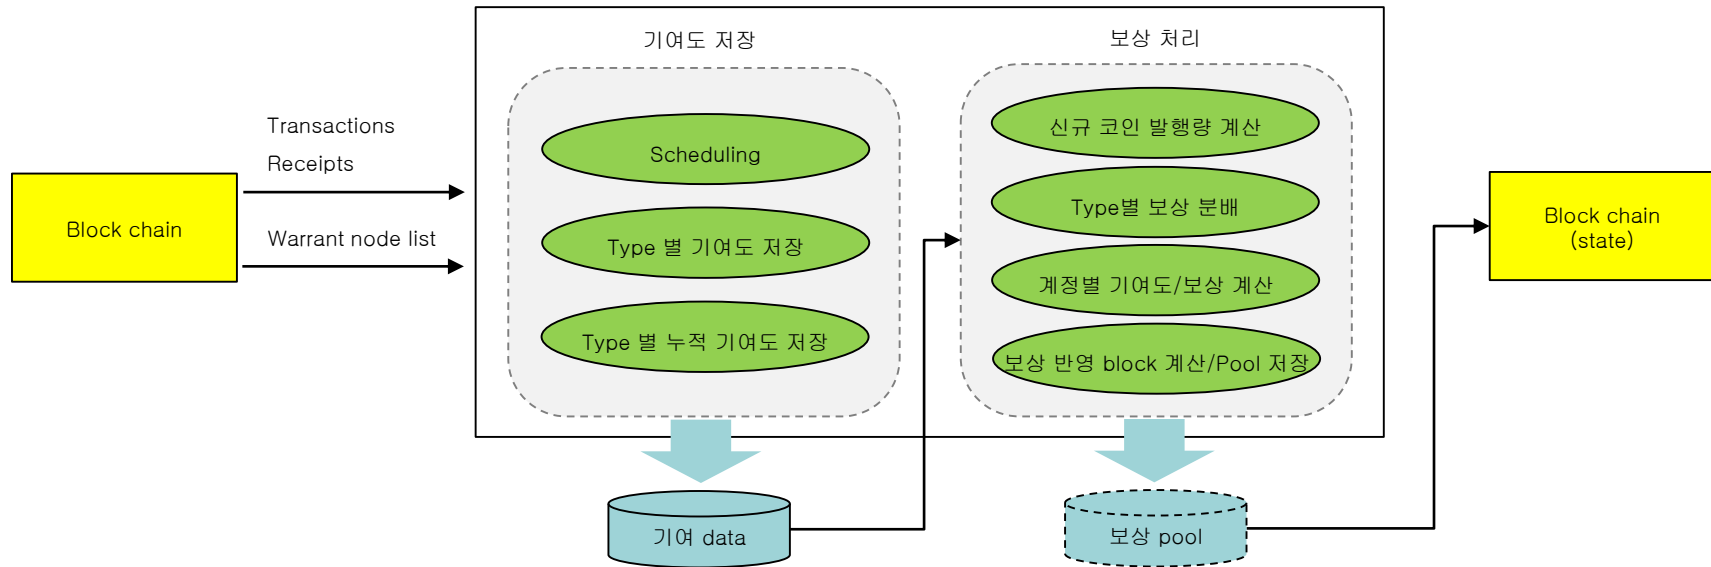 기여도 저장
보상 처리
Transactions
Receipts
Warrant node list
Block chain
Scheduling
Type 별 기여도 저장
Type 별 누적 기여도 저장
신규 코인 발행량 계산
Type별 보상 분배
계정별 기여도/보상 계산
보상 반영 block 계산/Pool 저장
Block chain
(state)
기여 data
보상 pool